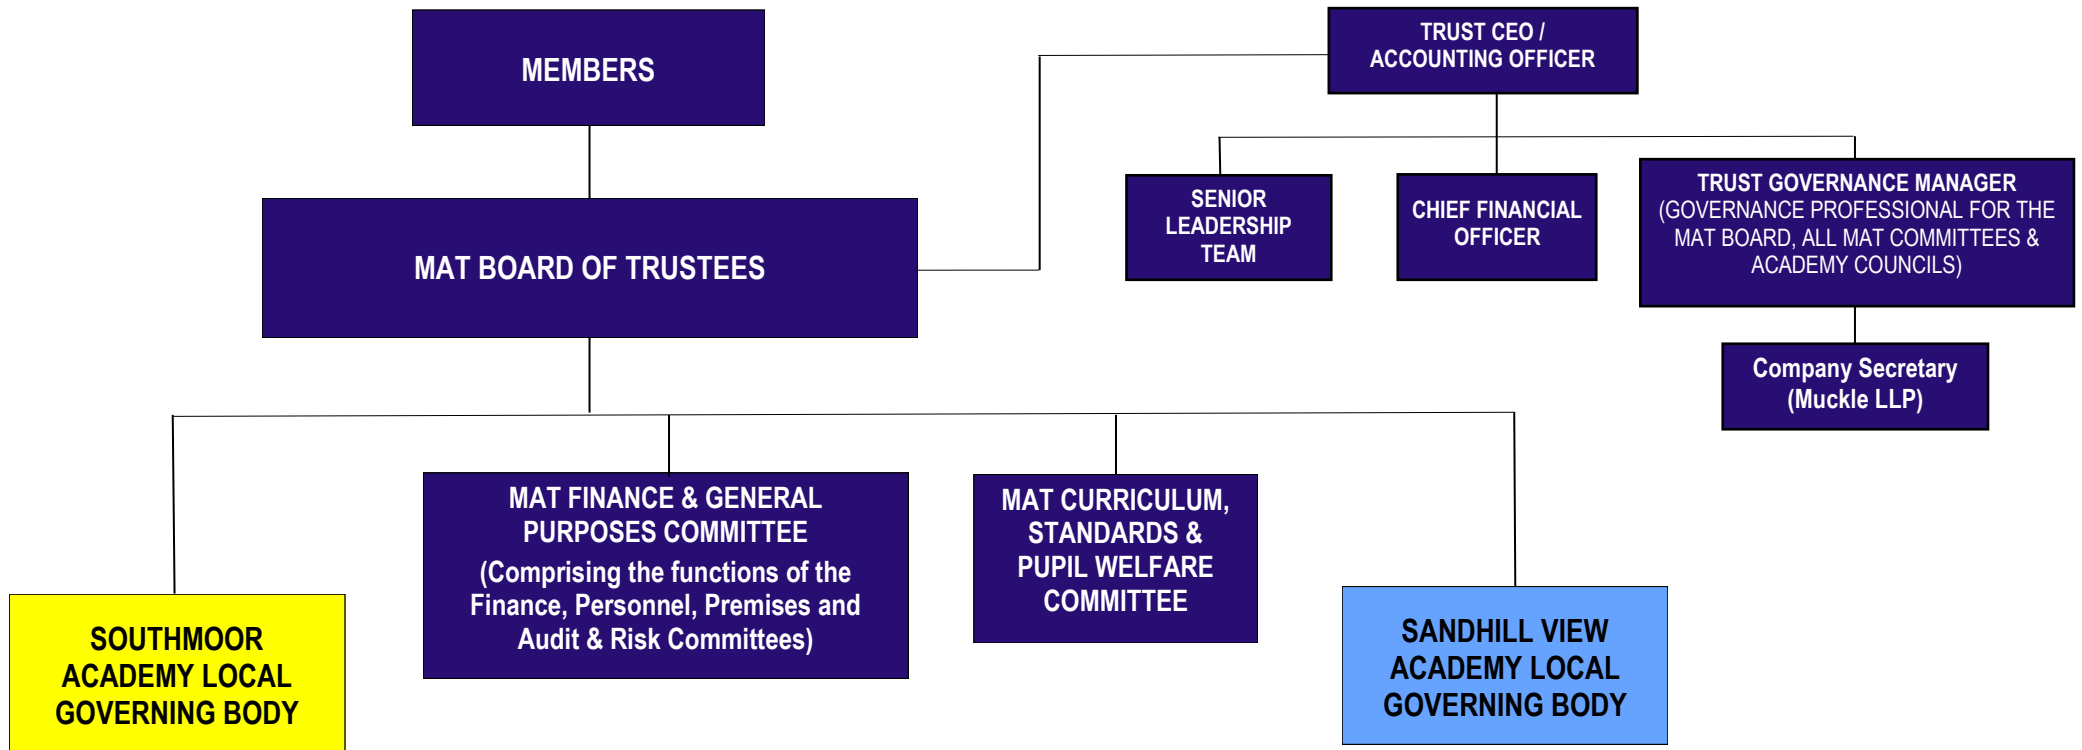 MEMBERS
TRUST CEO /
ACCOUNTING OFFICER
MAT BOARD OF TRUSTEES
SENIOR
LEADERSHIP
TEAM
CHIEF FINANCIAL
OFFICER
TRUST GOVERNANCE MANAGER
(GOVERNANCE PROFESSIONAL FOR THE
MAT BOARD, ALL MAT COMMITTEES &
ACADEMY COUNCILS)
Company Secretary
(Muckle LLP)
SOUTHMOOR
ACADEMY LOCAL
GOVERNING BODY
MAT FINANCE & GENERAL
PURPOSES COMMITTEE
(Comprising the functions of the
Finance, Personnel, Premises and
Audit & Risk Committees)
MAT CURRICULUM,
STANDARDS &
PUPIL WELFARE
COMMITTEE
SANDHILL VIEW
ACADEMY LOCAL
GOVERNING BODY